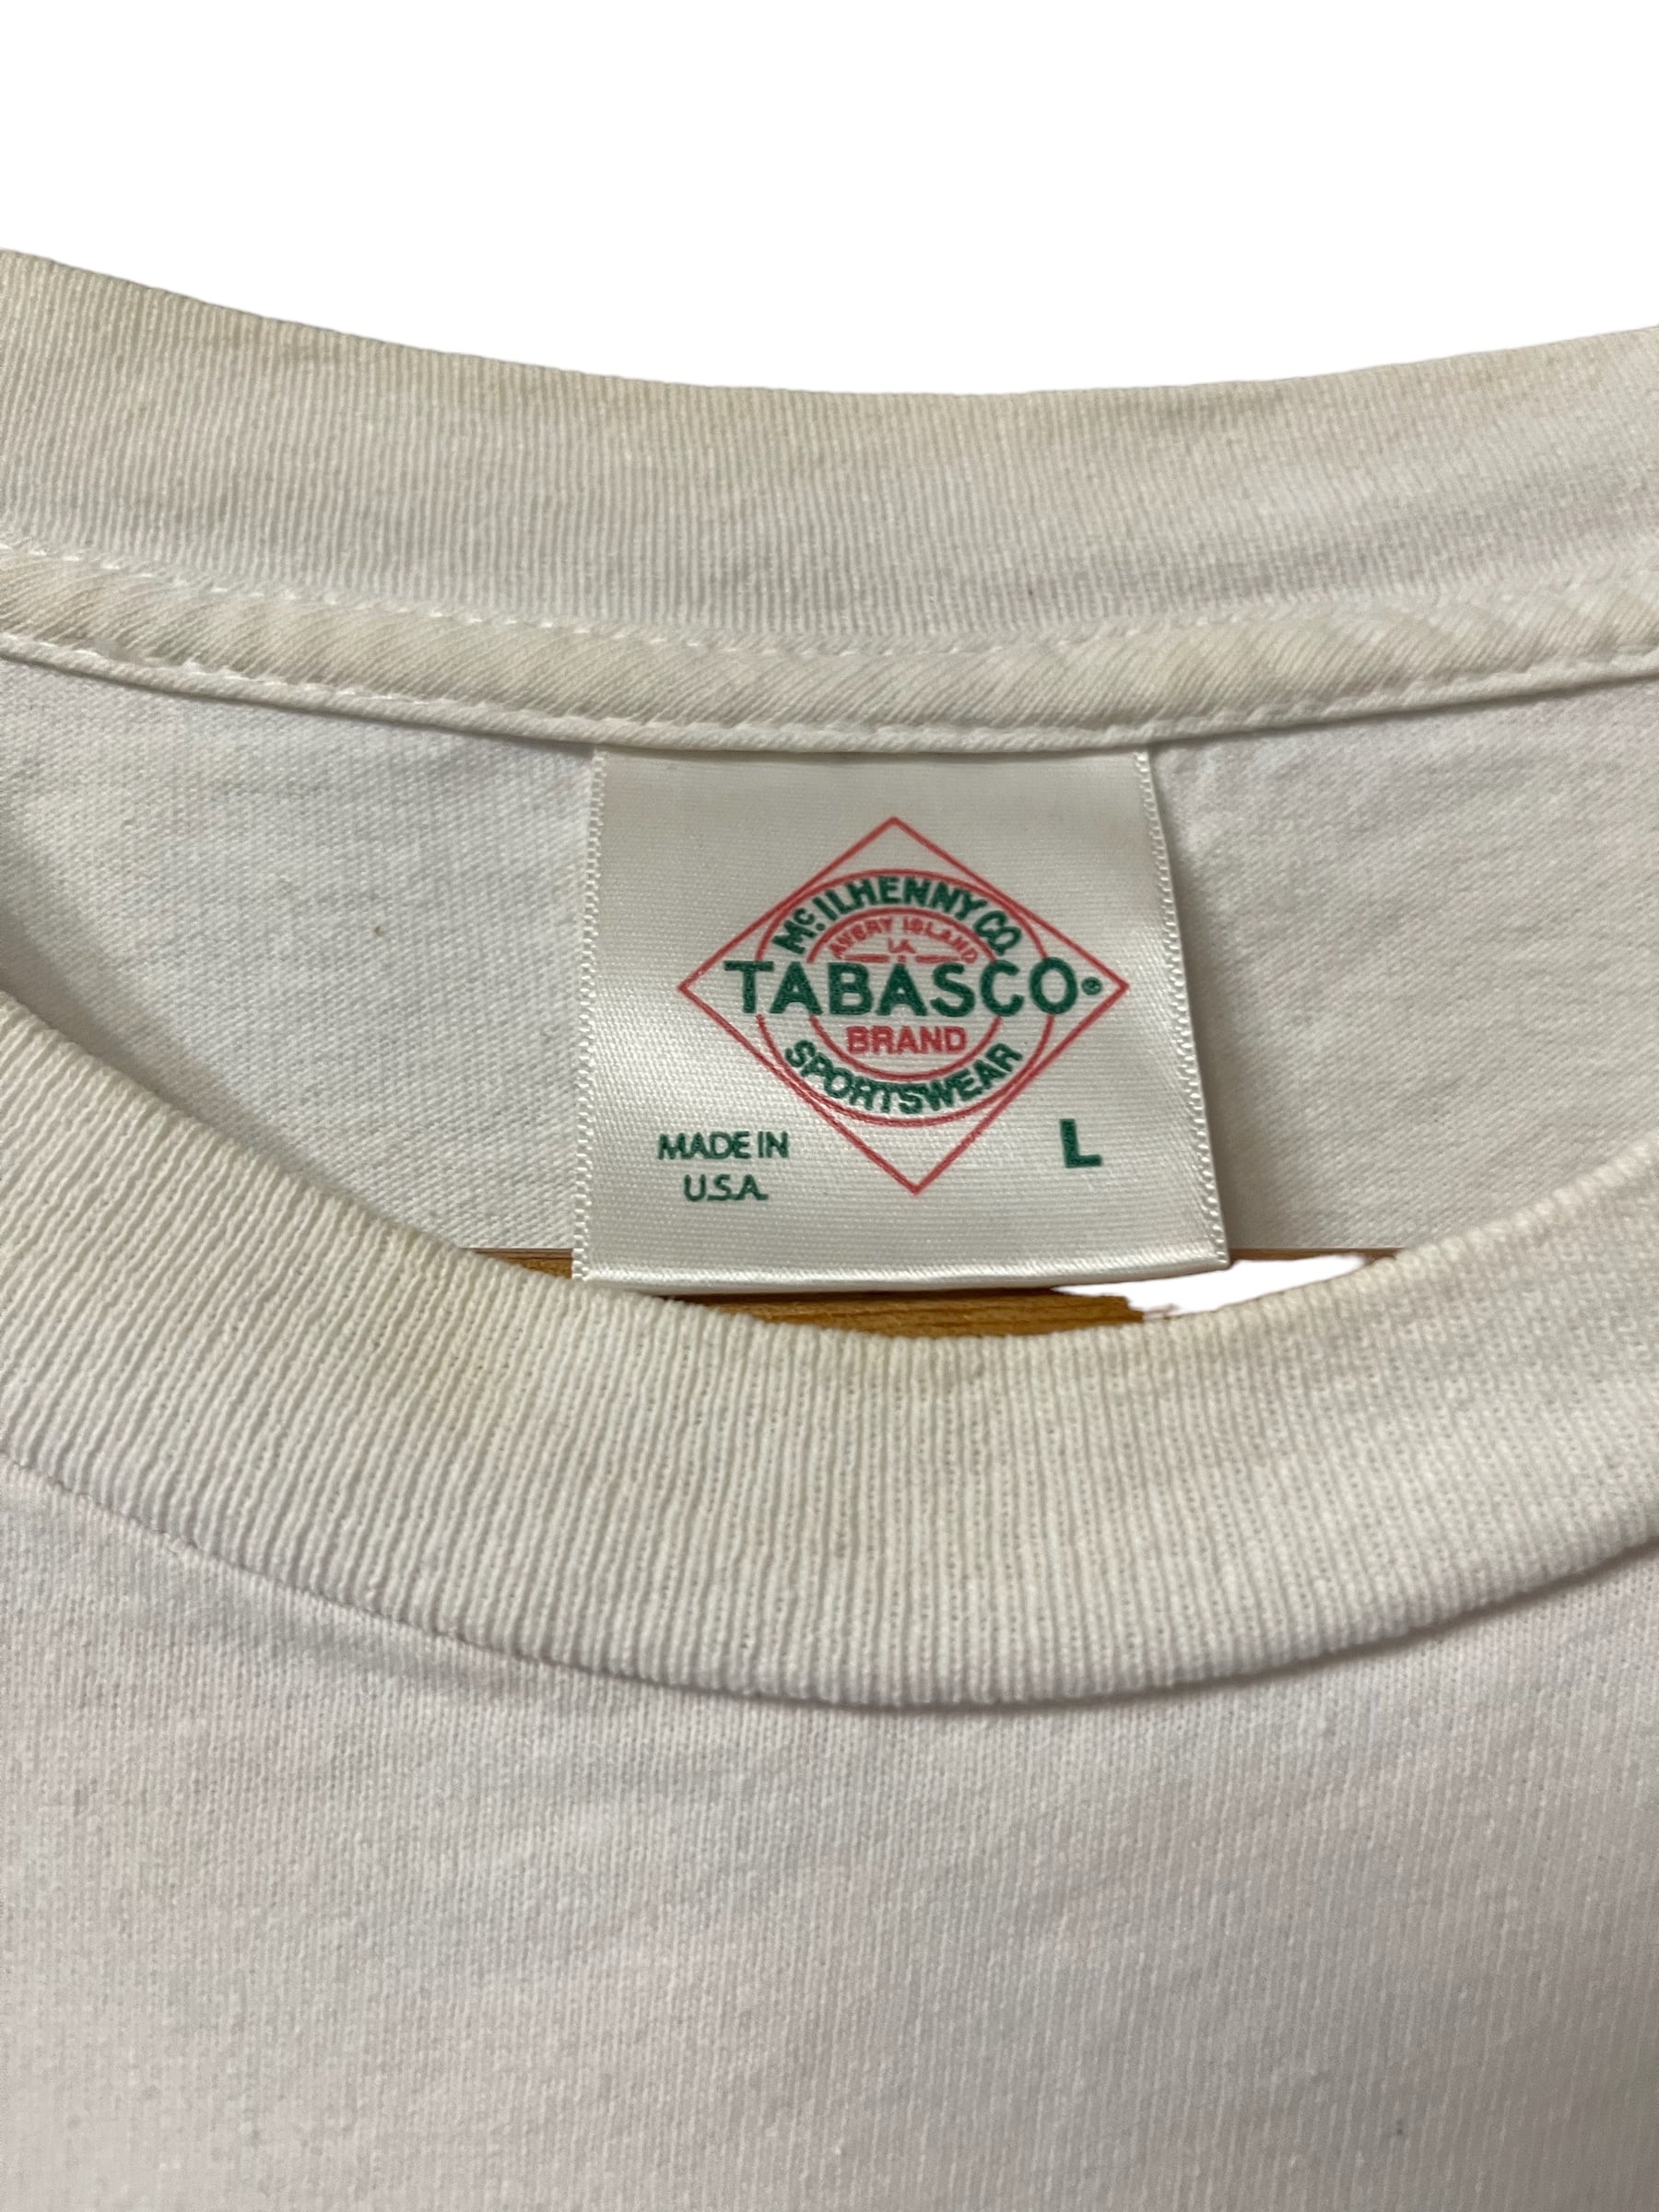 Mc. ILHENNY CO.
AVERY ISLAND
LA.
TABASCO®
BRAND
SPORTSWEAR
MADE IN
U.S.A.
L